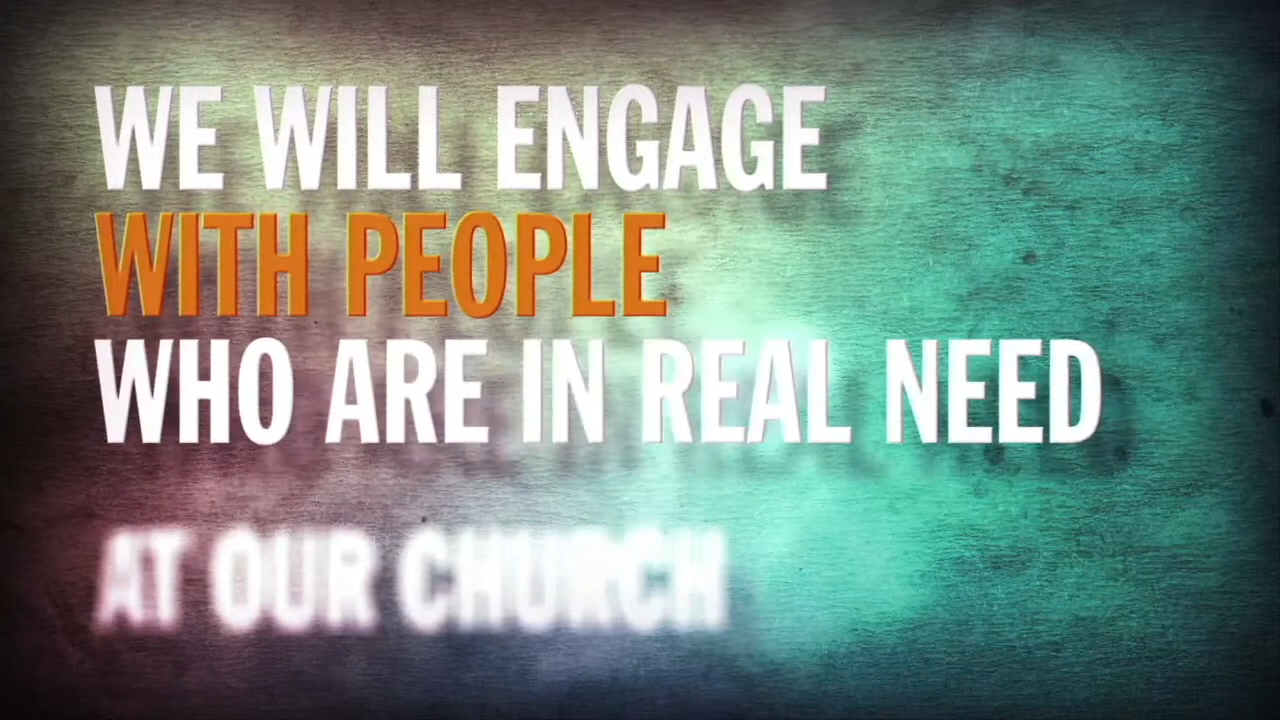 WE WILL ENGAGE
WITH PEOPLE
WHO ARE IN REAL NEED
AT OUR CHURCH